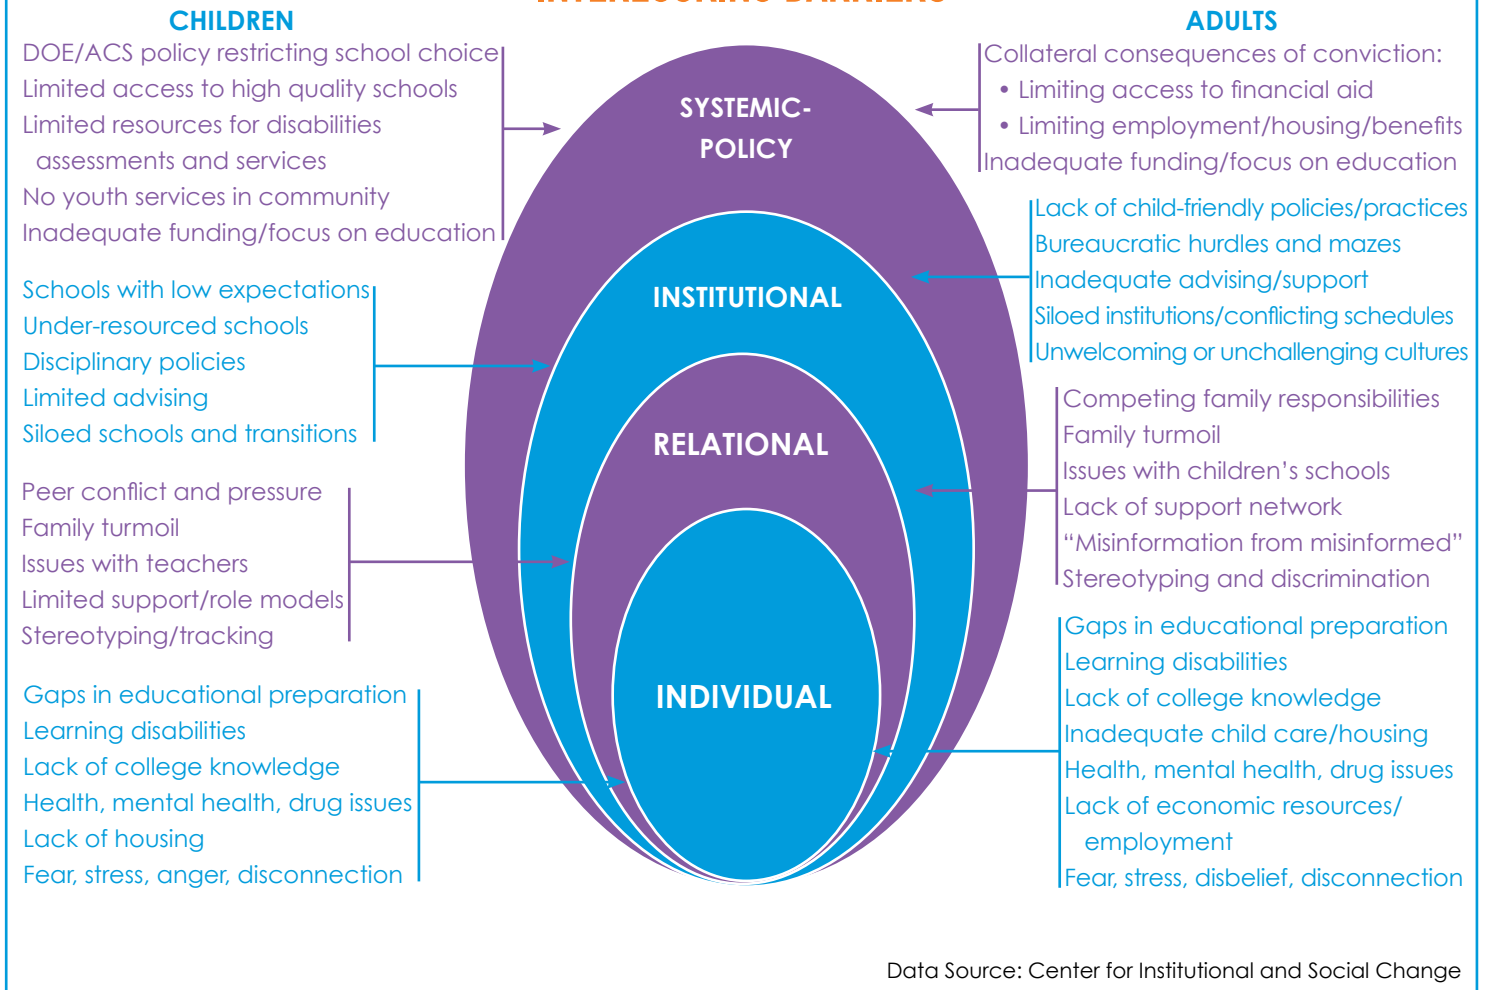 INTERLOCKING BARRIERS
CHILDREN
DOE/ACS policy restricting school choice
Limited access to high quality schools
Limited resources for disabilities
assessments and services
No youth services in community
Inadequate funding/focus on education
Schools with low expectations
Under-resourced schools
Disciplinary policies
Limited advising
Siloed schools and transitions
Peer conflict and pressure
Family turmoil
Issues with teachers
Limited support/role models
Stereotyping/tracking
Gaps in educational preparation
Learning disabilities
Lack of college knowledge
Health, mental health, drug issues
Lack of housing
Fear, stress, anger, disconnection
SYSTEMIC-
POLICY
INSTITUTIONAL
RELATIONAL
INDIVIDUAL
ADULTS
Collateral consequences of conviction:
• Limiting access to financial aid
• Limiting employment/housing/benefits
Inadequate funding/focus on education
Lack of child-friendly policies/practices
Bureaucratic hurdles and mazes
Inadequate advising/support
Siloed institutions/conflicting schedules
Unwelcoming or unchallenging cultures
Competing family responsibilities
Family turmoil
Issues with children's schools
Lack of support network
“Misinformation from misinformed”
Stereotyping and discrimination
Gaps in educational preparation
Learning disabilities
Lack of college knowledge
Inadequate child care/housing
Health, mental health, drug issues
Lack of economic resources/
employment
Fear, stress, disbelief, disconnection
Data Source: Center for Institutional and Social Change